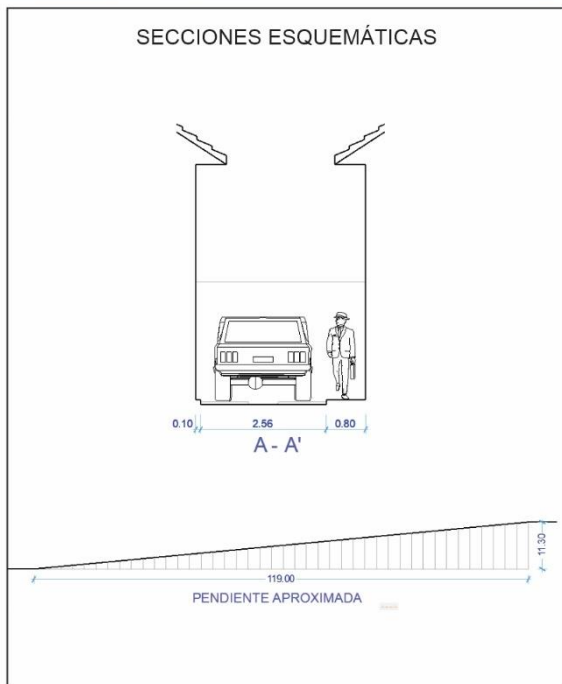 SECCIONES ESQUEMÁTICAS
0.10 2.56 0.80
A - A'
11.30
119.00
PENDIENTE APROXIMADA